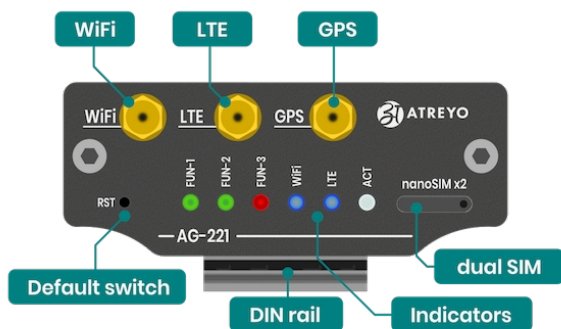 WiFi
LTE
GPS
WiFi
LTE
GPS
ATREYO
FUN-1
FUN-2
FUN-3
WiFi
LTE
ACT
nanoSIM x2
RST
AG-221
Default switch
dual SIM
DIN rail
Indicators